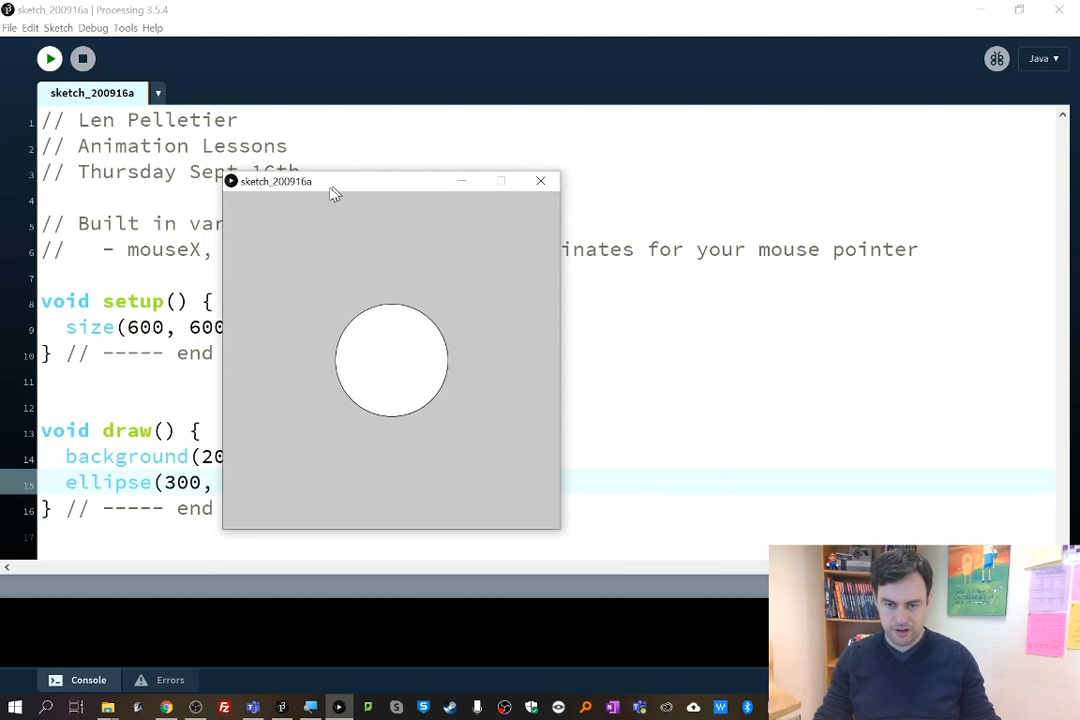 sketch_200916a | Processing 3.5.4
File Edit Sketch Debug Tools Help
Java ▾
sketch_200916a ▾
1 // Len Pelletier
2 // Animation Lessons
3 // Thursday Sept 16th
sketch_200916a
4
5 // Built in var
6 // - mouseX, inates for your mouse pointer
7
8 void setup() {
9 size(600, 600
10 } // ----- end
11
12
13 void draw() {
14 background(20
15 ellipse(300,
16 } // ----- end
17
Console
Errors